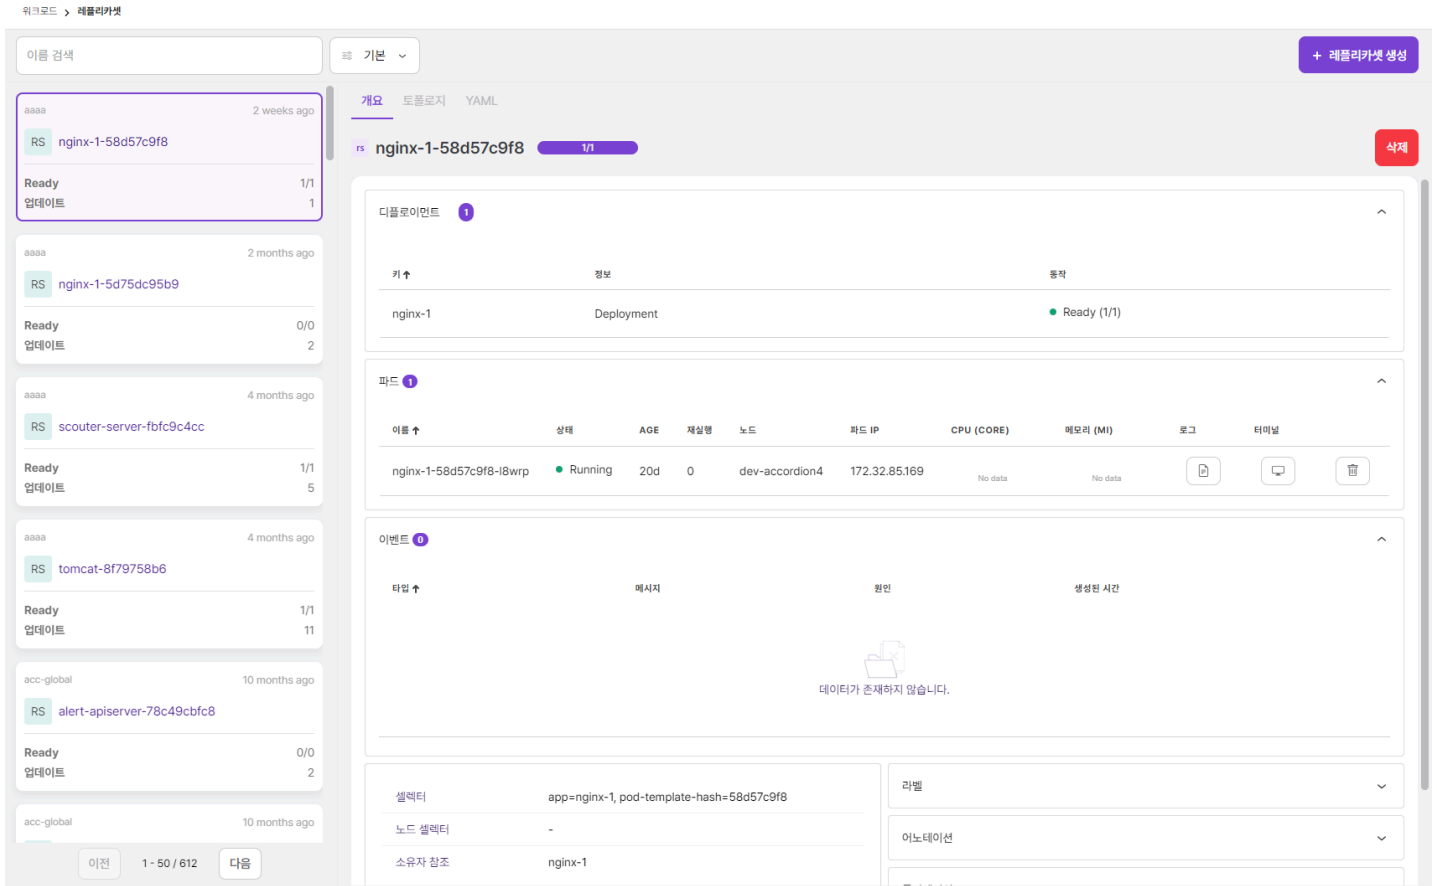 워크로드 > 레플리카셋
이름 검색
기본
+ 레플리카셋 생성
aaaa 2 weeks ago
RS nginx-1-58d57c9f8
Ready 1/1
업데이트 1
aaaa 2 months ago
RS nginx-1-5d75dc95b9
Ready 0/0
업데이트 2
aaaa 4 months ago
RS scouter-server-fbfc9c4cc
Ready 1/1
업데이트 5
aaaa 4 months ago
RS tomcat-8f79758b6
Ready 1/1
업데이트 11
acc-global 10 months ago
RS alert-apiserver-78c49cbfc8
Ready 0/0
업데이트 2
acc-global 10 months ago
이전 1 - 50 / 612 다음
개요 토폴로지 YAML
rs nginx-1-58d57c9f8 1/1
삭제
디플로이먼트 1
키 정보 동작
nginx-1 Deployment Ready (1/1)
파드 1
이름 상태 AGE 재실행 노드 파드 IP CPU (CORE) 메모리 (MI) 로그 터미널
nginx-1-58d57c9f8-l8wrp Running 20d 0 dev-accordion4 172.32.85.169 No data No data
이벤트 0
타입 메시지 원인 생성된 시간
데이터가 존재하지 않습니다.
셀렉터 app=nginx-1, pod-template-hash=58d57c9f8
노드 셀렉터 -
소유자 참조 nginx-1
라벨
어노테이션